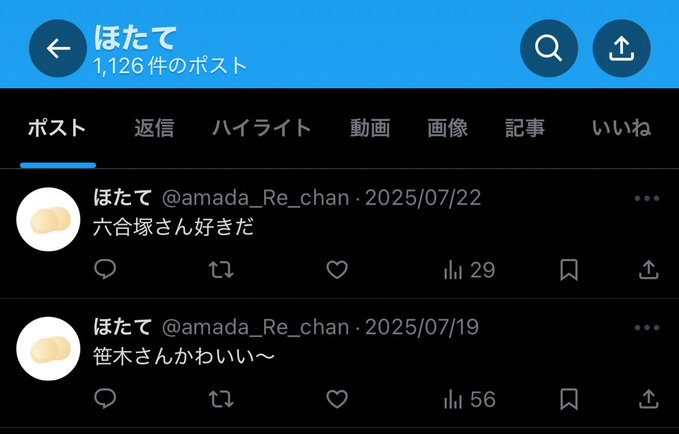 ほたて
1,126 件のポスト
ポスト 返信 ハイライト 動画 画像 記事 いいね
ほたて @amada_Re_chan · 2025/07/22
六合塚さん好きだ
29
ほたて @amada_Re_chan · 2025/07/19
笹木さんかわいい〜
56